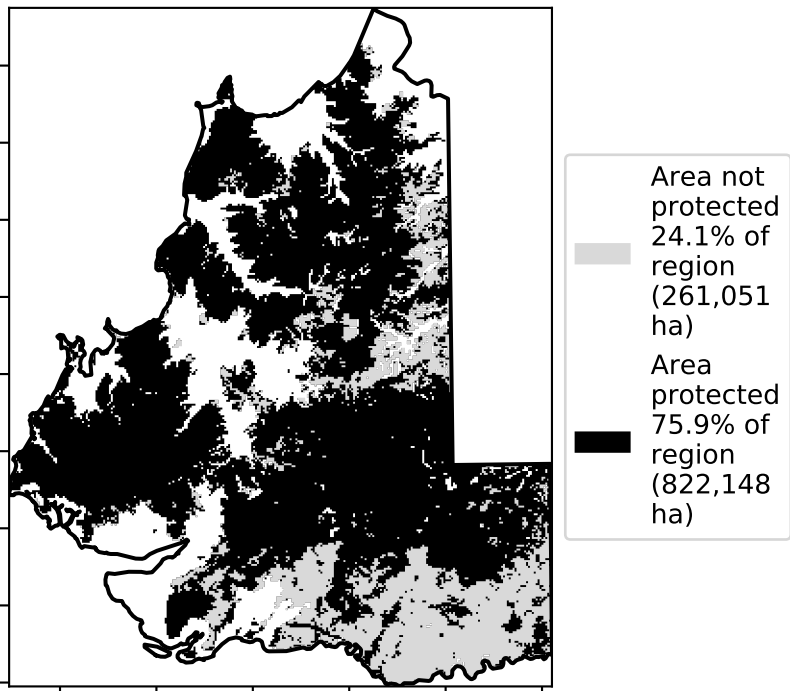 Area not
protected
24.1% of
region
(261,051
ha)
Area
protected
75.9% of
region
(822,148
ha)